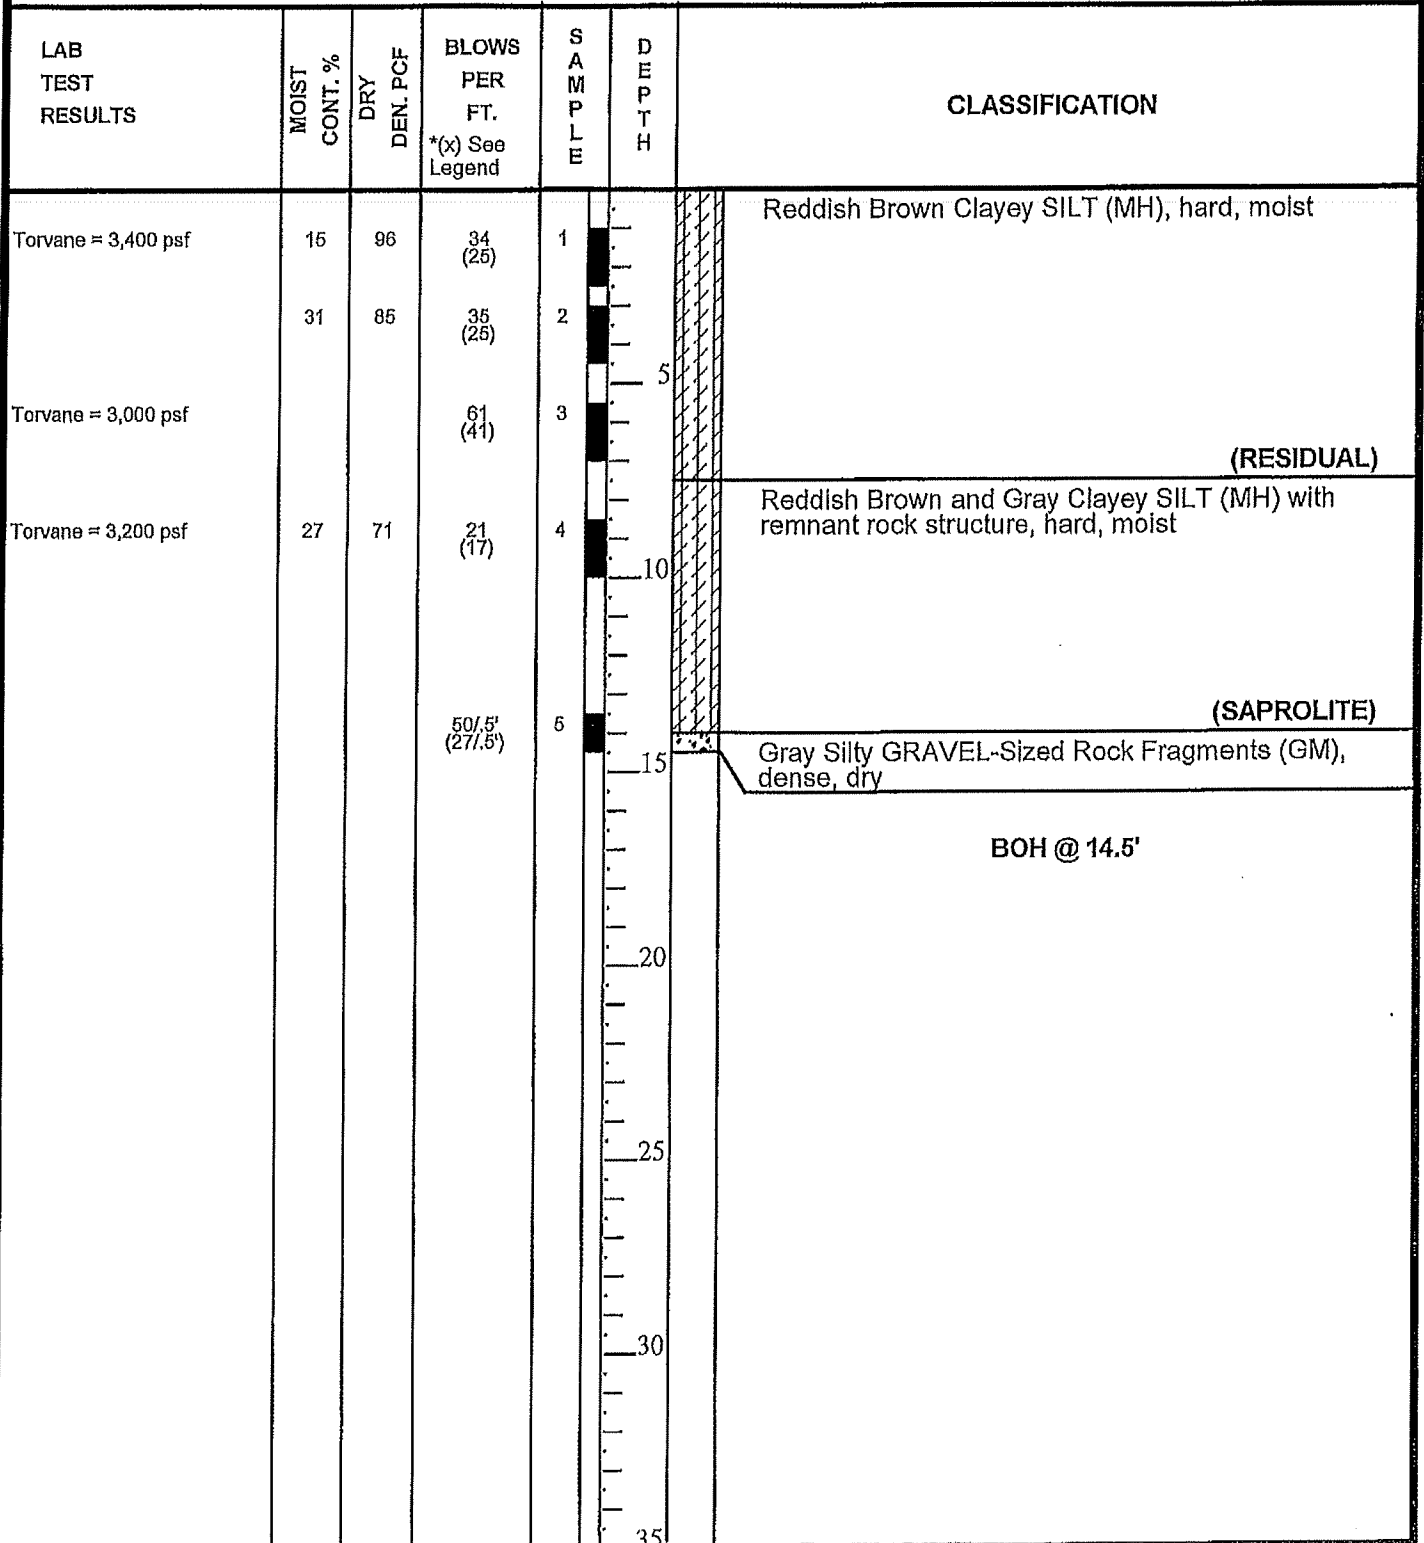 LAB
TEST
RESULTS
MOIST
CONT. %
DRY
DEN. PCF
BLOWS
PER
FT.
*(x) See
Legend
SAMPLE
DEPTH
CLASSIFICATION
Reddish Brown Clayey SILT (MH), hard, moist
Torvane = 3,400 psf 15 96 34 1
(25)
31 85 35 2
(25)
5
Torvane = 3,000 psf 61 3
(41)
(RESIDUAL)
Reddish Brown and Gray Clayey SILT (MH) with
remnant rock structure, hard, moist
Torvane = 3,200 psf 27 71 21 4
(17)
10
(SAPROLITE)
50/.5' 5
(27/.5')
Gray Silty GRAVEL-Sized Rock Fragments (GM),
dense, dry
15
BOH @ 14.5'
20
25
30
35